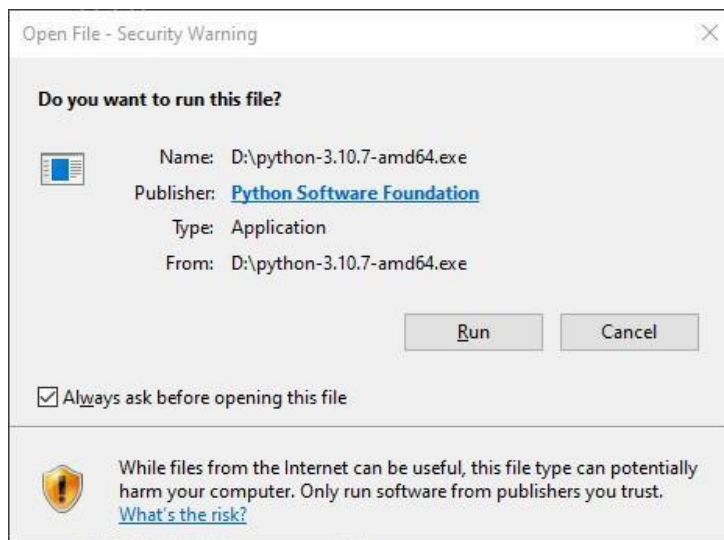 Open File - Security Warning
Do you want to run this file?
Name: D:\python-3.10.7-amd64.exe
Publisher: Python Software Foundation
Type: Application
From: D:\python-3.10.7-amd64.exe
Run Cancel
Always ask before opening this file
While files from the Internet can be useful, this file type can potentially
harm your computer. Only run software from publishers you trust.
What's the risk?